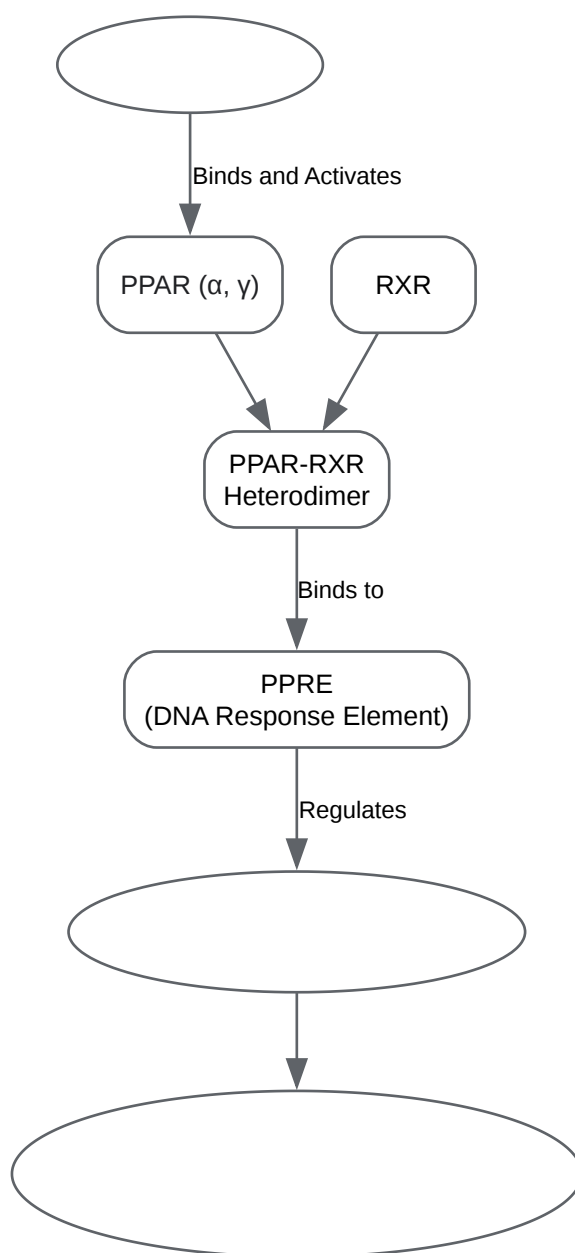 Binds and Activates
PPAR (α, γ)
RXR
PPAR-RXR
Heterodimer
Binds to
PPRE
(DNA Response Element)
Regulates